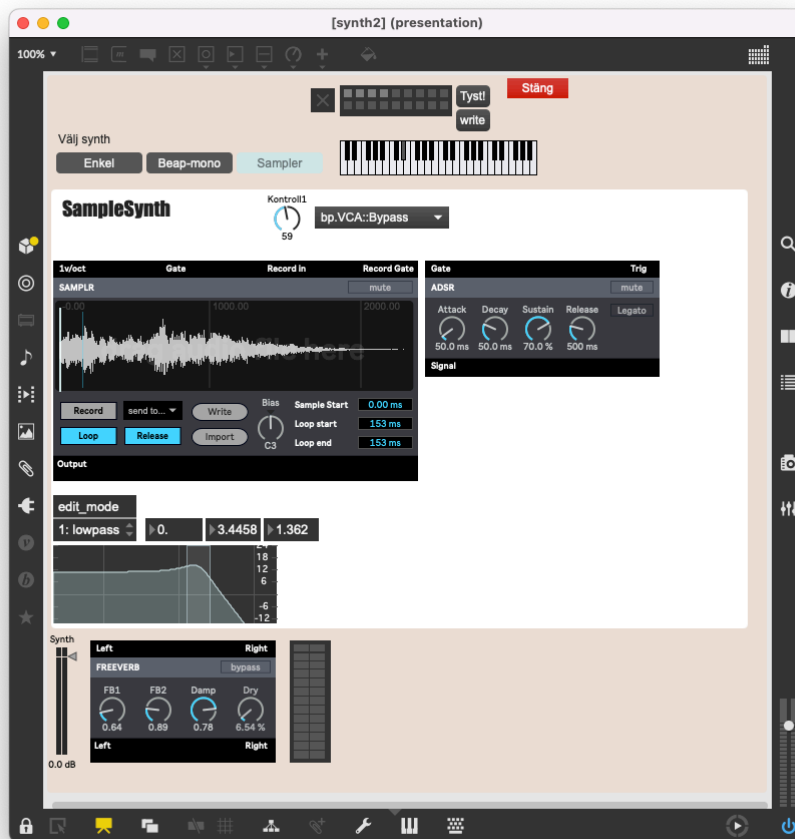 [synth2] (presentation)
100%
Stäng
Tyst!
write
Välj synth
Enkel Beap-mono Sampler
SampleSynth
Kontroll1
59
bp.VCA::Bypass
1v/oct Gate Record In Record Gate
SAMPLR mute
-0.00 1000.00 2000.00
here
Record send to... Write
Loop Release Import
Bias
C3
Sample Start 0.00 ms
Loop start 153 ms
Loop end 153 ms
Output
Gate Trig
ADSR mute
Attack Decay Sustain Release Legato
50.0 ms 50.0 ms 70.0 % 500 ms
Signal
edit_mode
1: lowpass 0. 3.4458 1.362
24
18
12
6
-6
-12
Synth
0.0 dB
Left Right
FREEVERB bypass
FB1 FB2 Damp Dry
0.64 0.89 0.78 6.54 %
Left Right